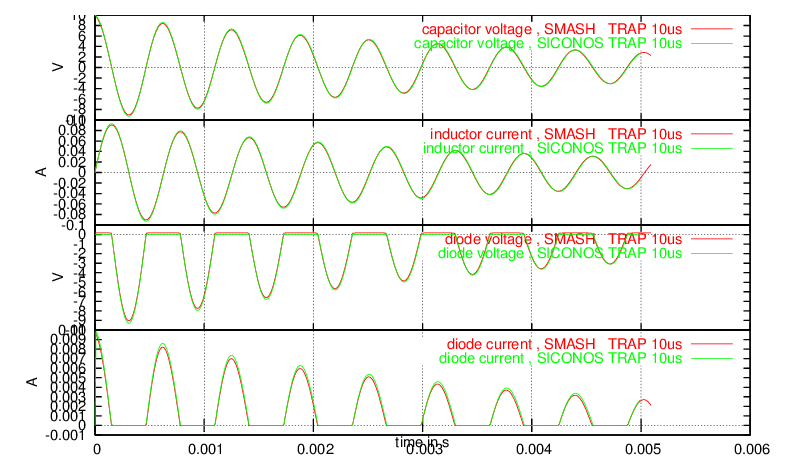 10
8
6
4
2
0
-2
-4
-6
-8
V
capacitor voltage , SMASH   TRAP 10us
capacitor voltage , SICONOS TRAP 10us
0.08
0.06
0.04
0.02
0
-0.02
-0.04
-0.06
-0.08
-0.1
A
inductor current , SMASH   TRAP 10us
inductor current , SICONOS TRAP 10us
0
-1
-2
-3
-4
-5
-6
-7
-8
-9
V
diode voltage , SMASH   TRAP 10us
diode voltage , SICONOS TRAP 10us
0.009
0.008
0.007
0.006
0.005
0.004
0.003
0.002
0.001
0
-0.001
A
diode current , SMASH   TRAP 10us
diode current , SICONOS TRAP 10us
0 0.001 0.002 0.003 0.004 0.005 0.006
time in s